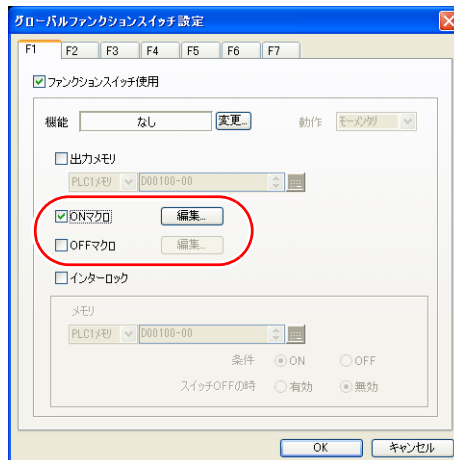 グローバルファンクションスイッチ設定
F1 F2 F3 F4 F5 F6 F7
ファンクションスイッチ使用
機能 なし 変更... 動作 モーメンタリ
出力メモリ
PLC1メモリ D00100-00
ONマクロ 編集...
OFFマクロ 編集...
インターロック
メモリ
PLC1メモリ D00100-00
条件 ON OFF
スイッチOFFの時 有効 無効
OK キャンセル